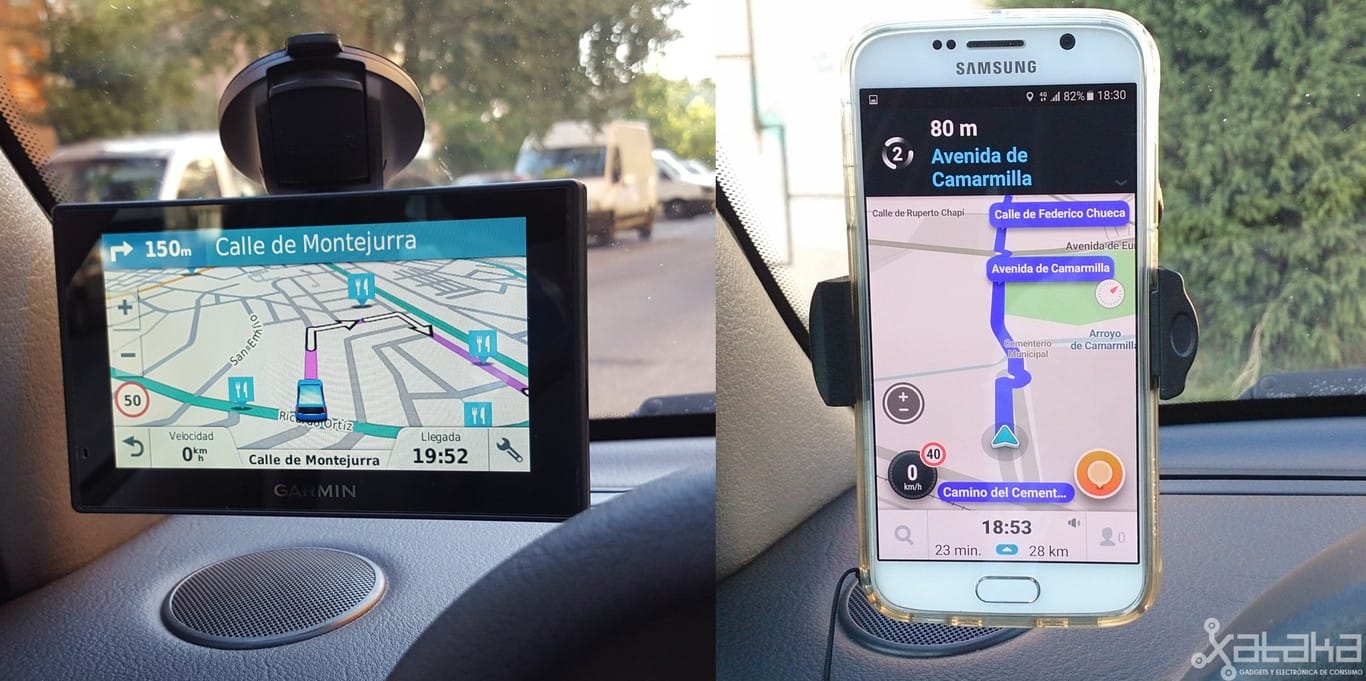 150m Calle de Montejurra
San Emilio
50
Ricardo Ortiz
Velocidad
0 km h
Calle de Montejurra
Llegada
19:52
GARMIN
SAMSUNG
4G 82% 18:30
80 m
2
Avenida de
Camarmilla
Calle de Ruperto Chapí
Calle de Federico Chueca
Avenida de Eur
Avenida de Camarmilla
Arroyo
de Camarmilla
Cementerio
Municipal
40
0
km/h
Camino del Cement...
18:53
23 min. 28 km
0
xataka
GADGETS Y ELECTRÓNICA DE CONSUMO